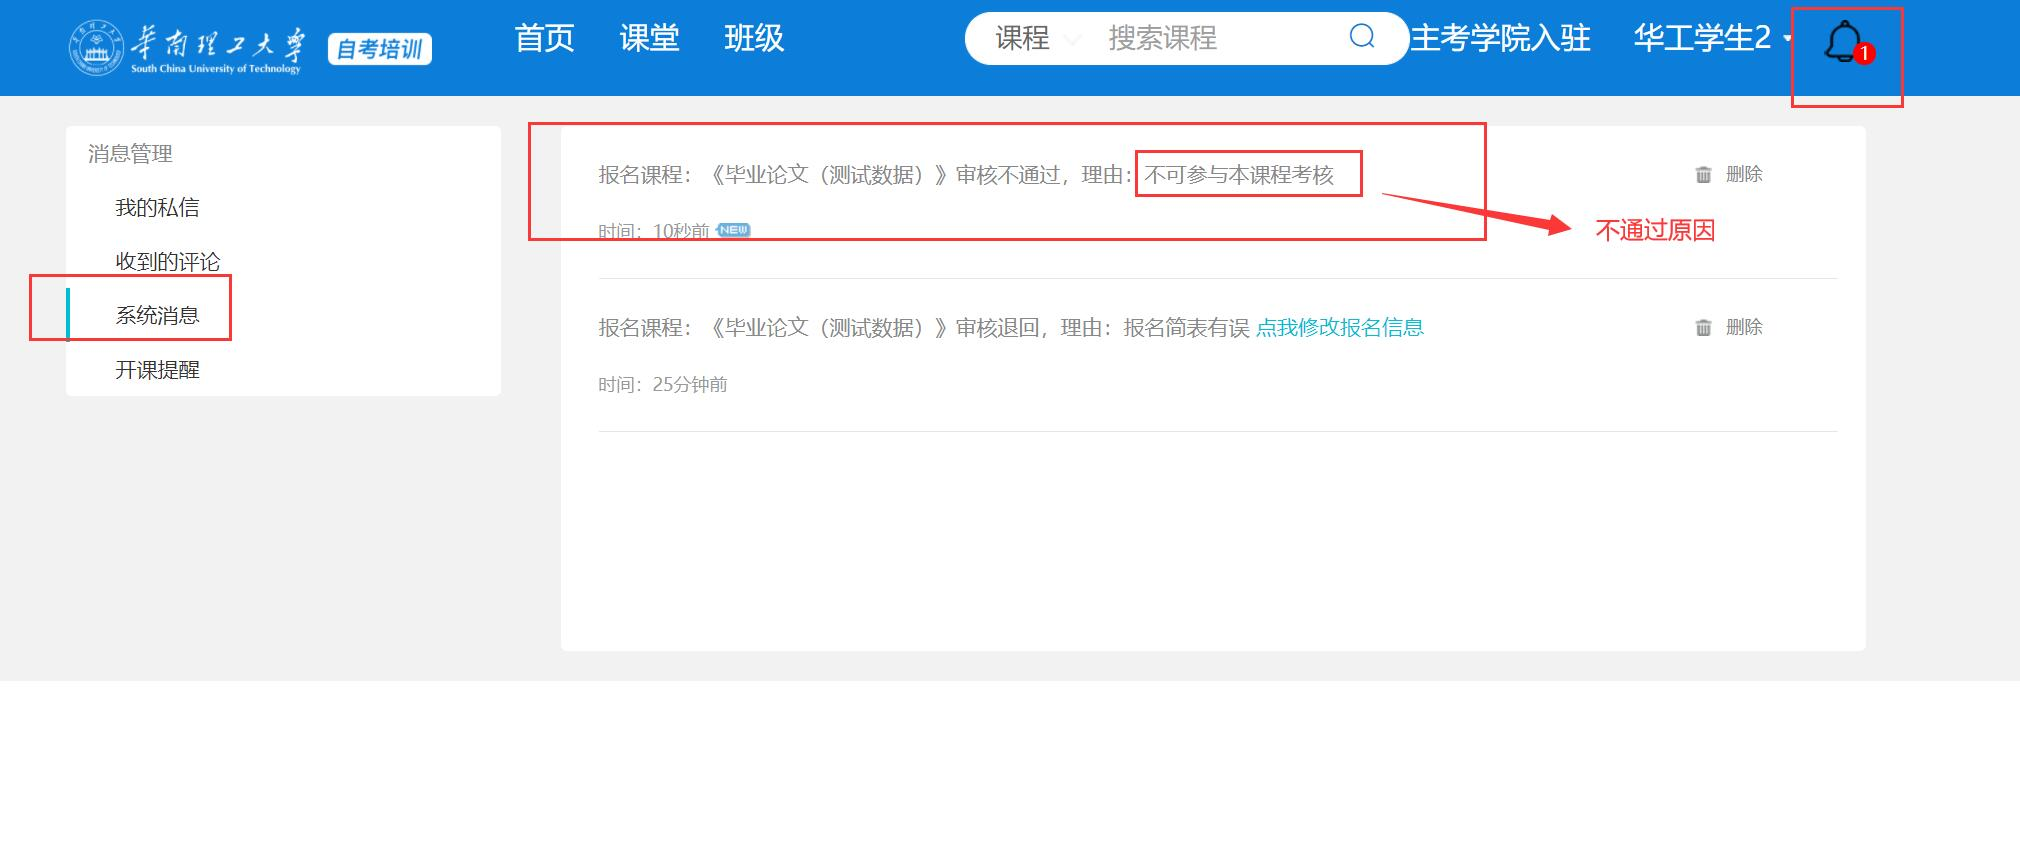 華南理工大学
South China University of Technology
自考培训
首页 课堂 班级
课程 搜索课程
主考学院入驻 华工学生2
1
消息管理
我的私信
收到的评论
系统消息
开课提醒
报名课程：《毕业论文（测试数据）》审核不通过，理由：不可参与本课程考核
删除
时间：10秒前 NEW
不通过原因
报名课程：《毕业论文（测试数据）》审核退回，理由：报名简表有误 点我修改报名信息
删除
时间：25分钟前